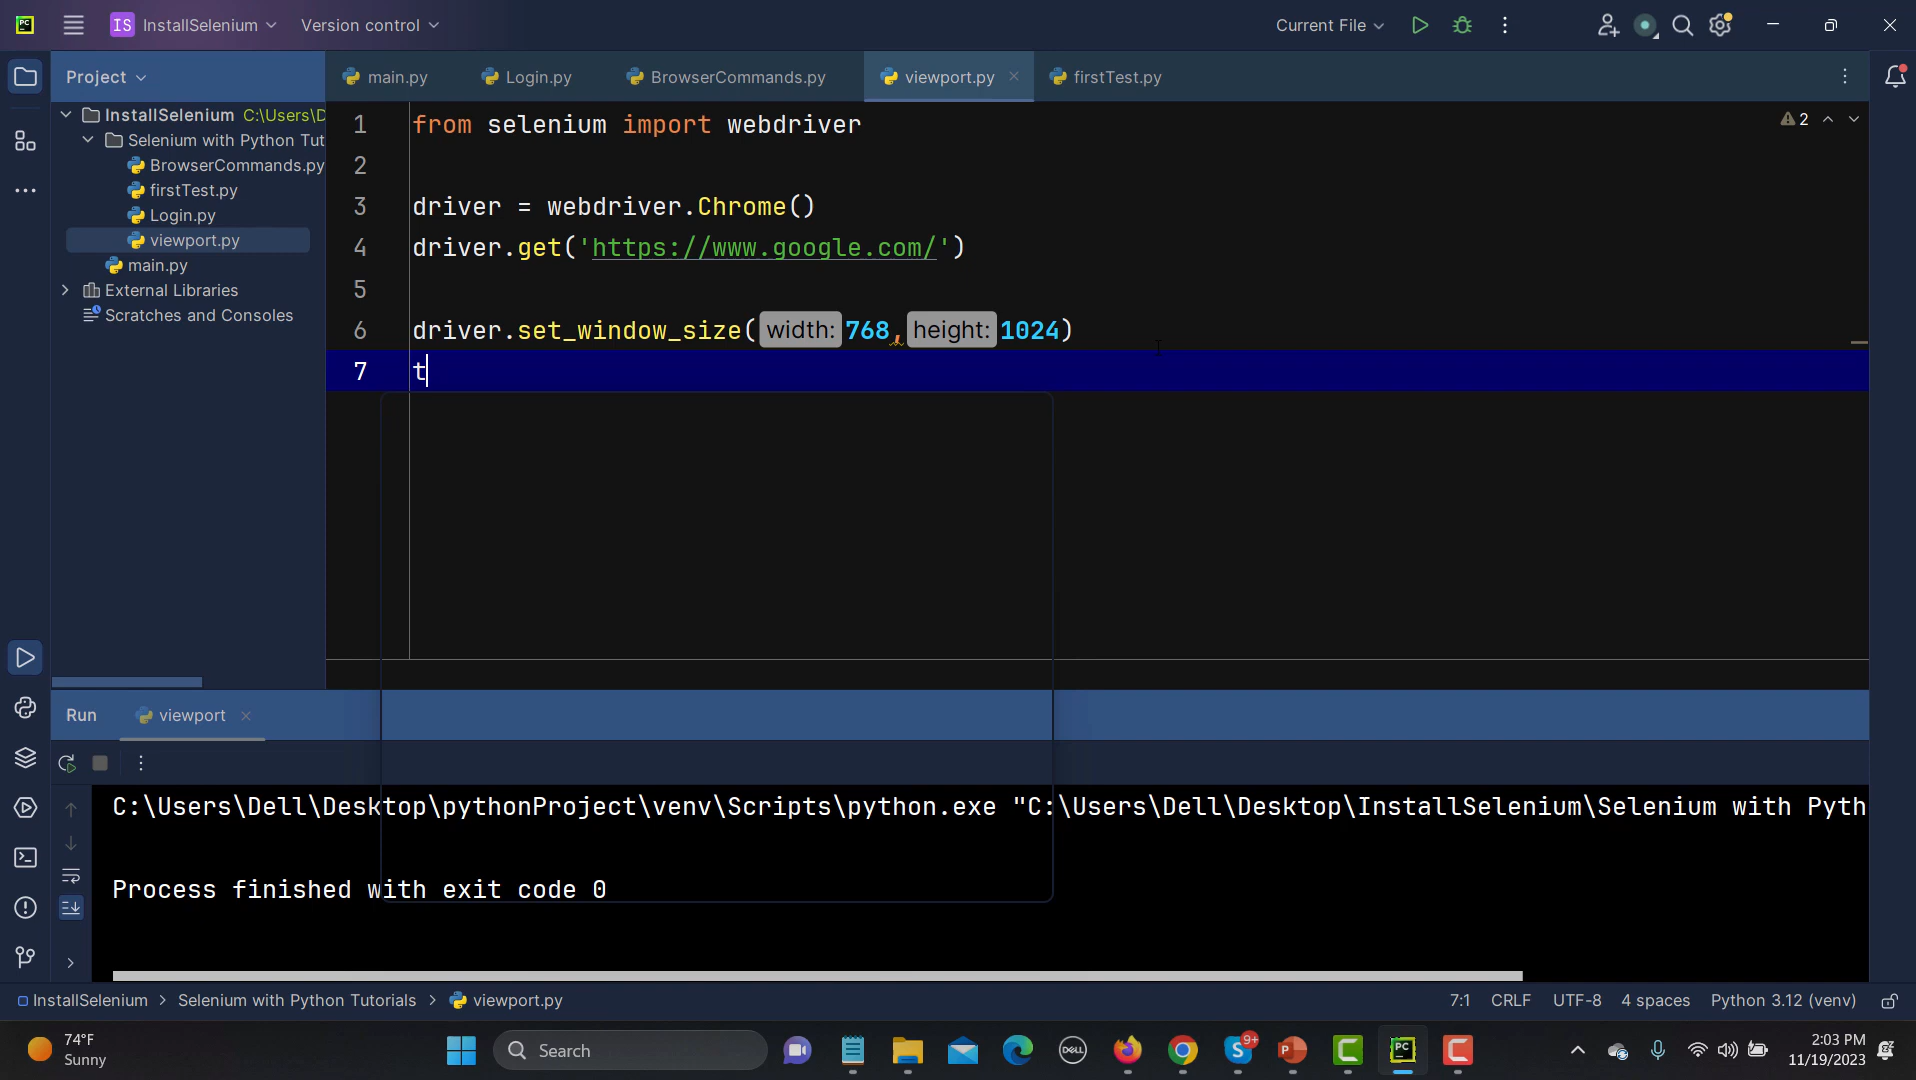 PC
IS InstallSelenium
Version control
Current File
Project
main.py
Login.py
BrowserCommands.py
viewport.py
firstTest.py
InstallSelenium C:\Users\D
Selenium with Python Tut
BrowserCommands.py
firstTest.py
Login.py
viewport.py
main.py
External Libraries
Scratches and Consoles
1 from selenium import webdriver
2
3 driver = webdriver.Chrome()
4 driver.get('https://www.google.com/')
5
6 driver.set_window_size(width:768,height:1024)
7 t
2
Run viewport
C:\Users\Dell\Desktop\pythonProject\venv\Scripts\python.exe "C:\Users\Dell\Desktop\InstallSelenium\Selenium with Pyth
Process finished with exit code 0
InstallSelenium > Selenium with Python Tutorials > viewport.py
7:1 CRLF UTF-8 4 spaces Python 3.12 (venv)
74°F
Sunny
Search
DELL
9+
PC
2:03 PM
11/19/2023